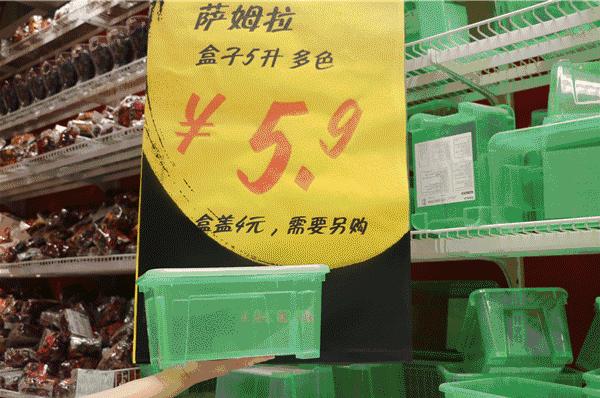 萨姆拉
盒子5升 多色
¥ 5.9
盒盖4元，需要另购